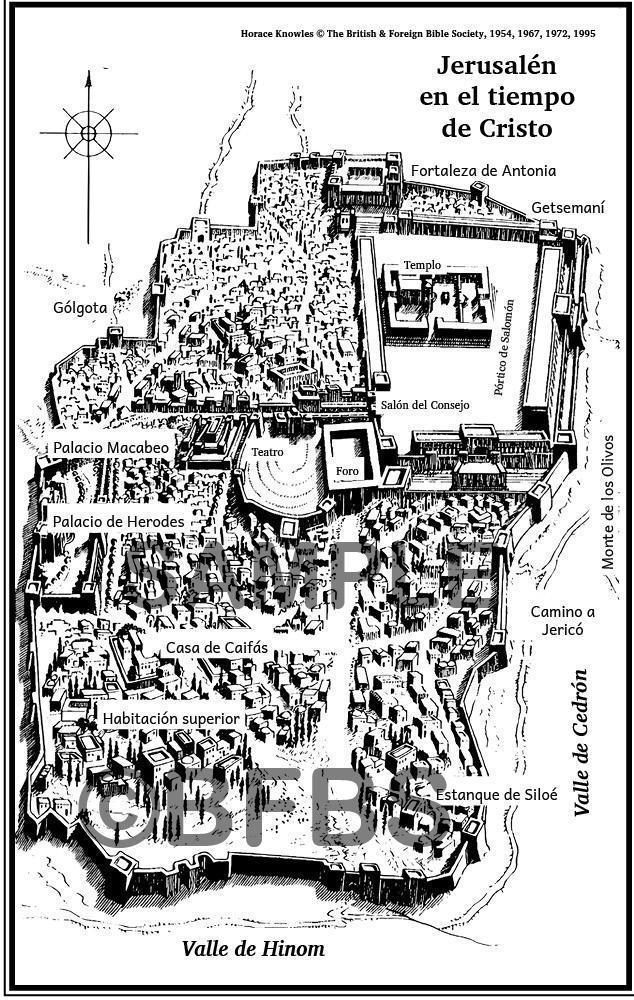 Horace Knowles © The British & Foreign Bible Society, 1954, 1967, 1972, 1995
Jerusalén
en el tiempo
de Cristo
Fortaleza de Antonia
Getsemaní
Templo
Gólgota
Pórtico de Salomón
Salón del Consejo
Palacio Macabeo
Teatro
Foro
Monte de los Olivos
Palacio de Herodes
SAMPLE
Camino a
Jericó
Casa de Caifás
Valle de Cedrón
Habitación superior
Estanque de Siloé
©BFBS
Valle de Hinom